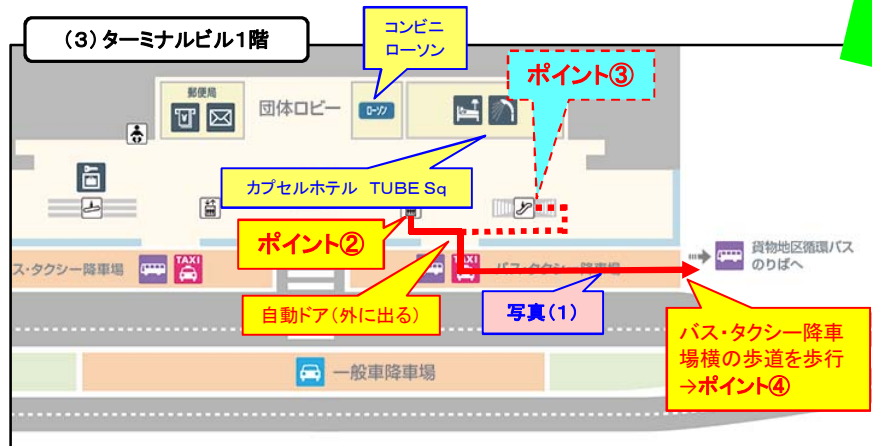 (3)ターミナルビル1階
コンビニ
ローソン
ポイント③
郵便局
団体ロビー
ローソン
カプセルホテル TUBE Sq
ポイント②
TAXI
TAXI
ス・タクシー降車場
バス・タクシー降車場
貨物地区循環バス
のりばへ
自動ドア(外に出る)
写真(1)
バス・タクシー降車
場横の歩道を歩行
→ポイント④
一般車降車場